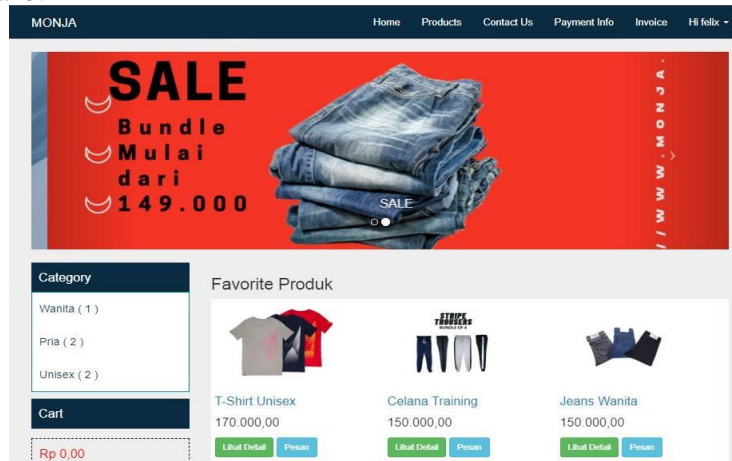 MONJA
Home Products Contact Us Payment Info Invoice Hi felix
SALE
Bundle
Mulai
dari
149.000
//WWW.MONJA.
SALE
Category
Wanita ( 1 )
Pria ( 2 )
Unisex ( 2 )
Cart
Rp 0,00
Favorite Produk
STRIPE
TROUSERS
BUNDLE OF 4
T-Shirt Unisex
170.000,00
Lihat Detail Pesan
Celana Training
150.000,00
Lihat Detail Pesan
Jeans Wanita
150.000,00
Lihat Detail Pesan